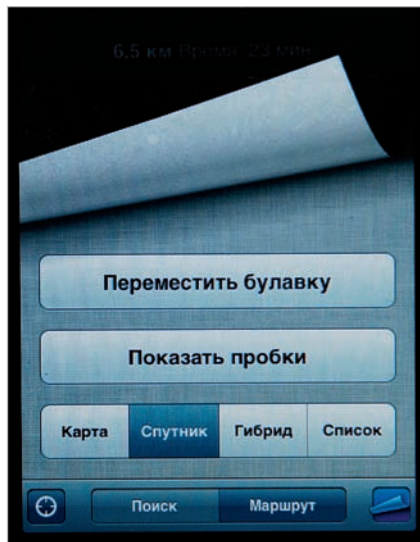 6,5 км Время: 23 мин.
Переместить булавку
Показать пробки
Карта Спутник Гибрид Список
Поиск Маршрут